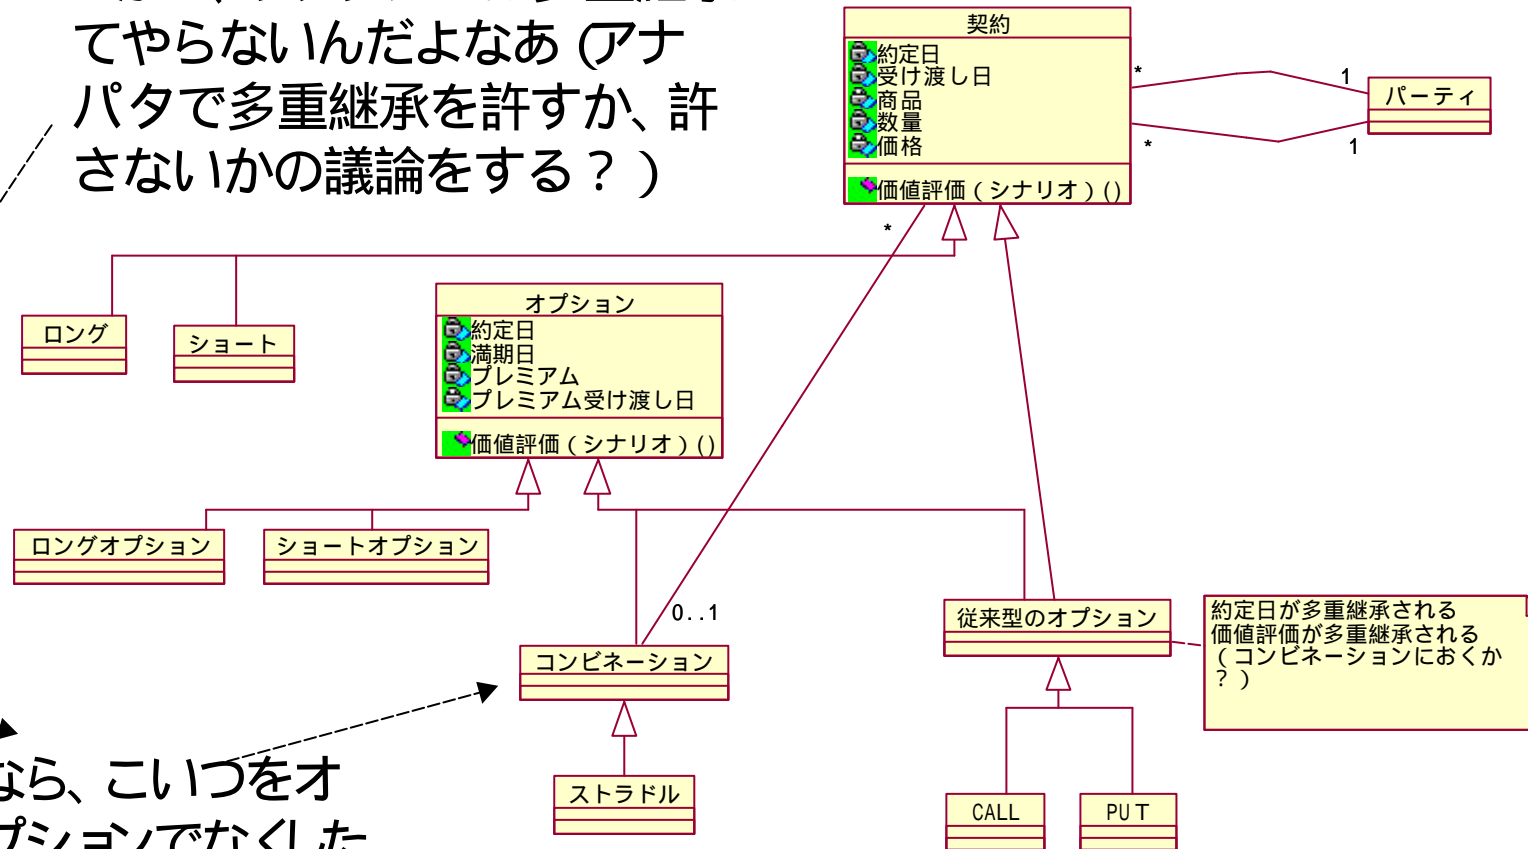 てやらないんだよなあ (アナ
パタで多重継承を許すか、許
さないかの議論をする？)
契約
約定日
受け渡し日
商品
数量
価格
価値評価（シナリオ）()
*
1
*
1
パーティ
*
ロング
ショート
オプション
約定日
満期日
プレミアム
プレミアム受け渡し日
価値評価（シナリオ）()
ロングオプション
ショートオプション
0..1
コンビネーション
従来型のオプション
約定日が多重継承される
価値評価が多重継承される
（コンビネーションにおくか
？）
ストラドル
CALL
PUT
なら、こいつをオ
プションでなくした